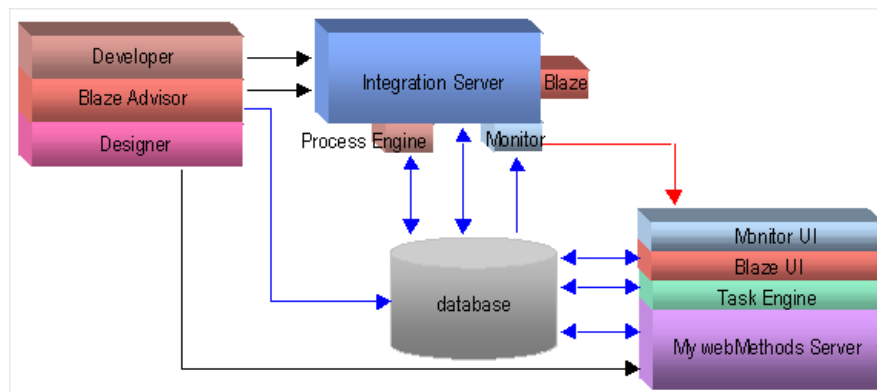 Developer
Blaze Advisor
Designer
Integration Server
Blaze
Process Engine
Monitor
database
Monitor UI
Blaze UI
Task Engine
My webMethods Server